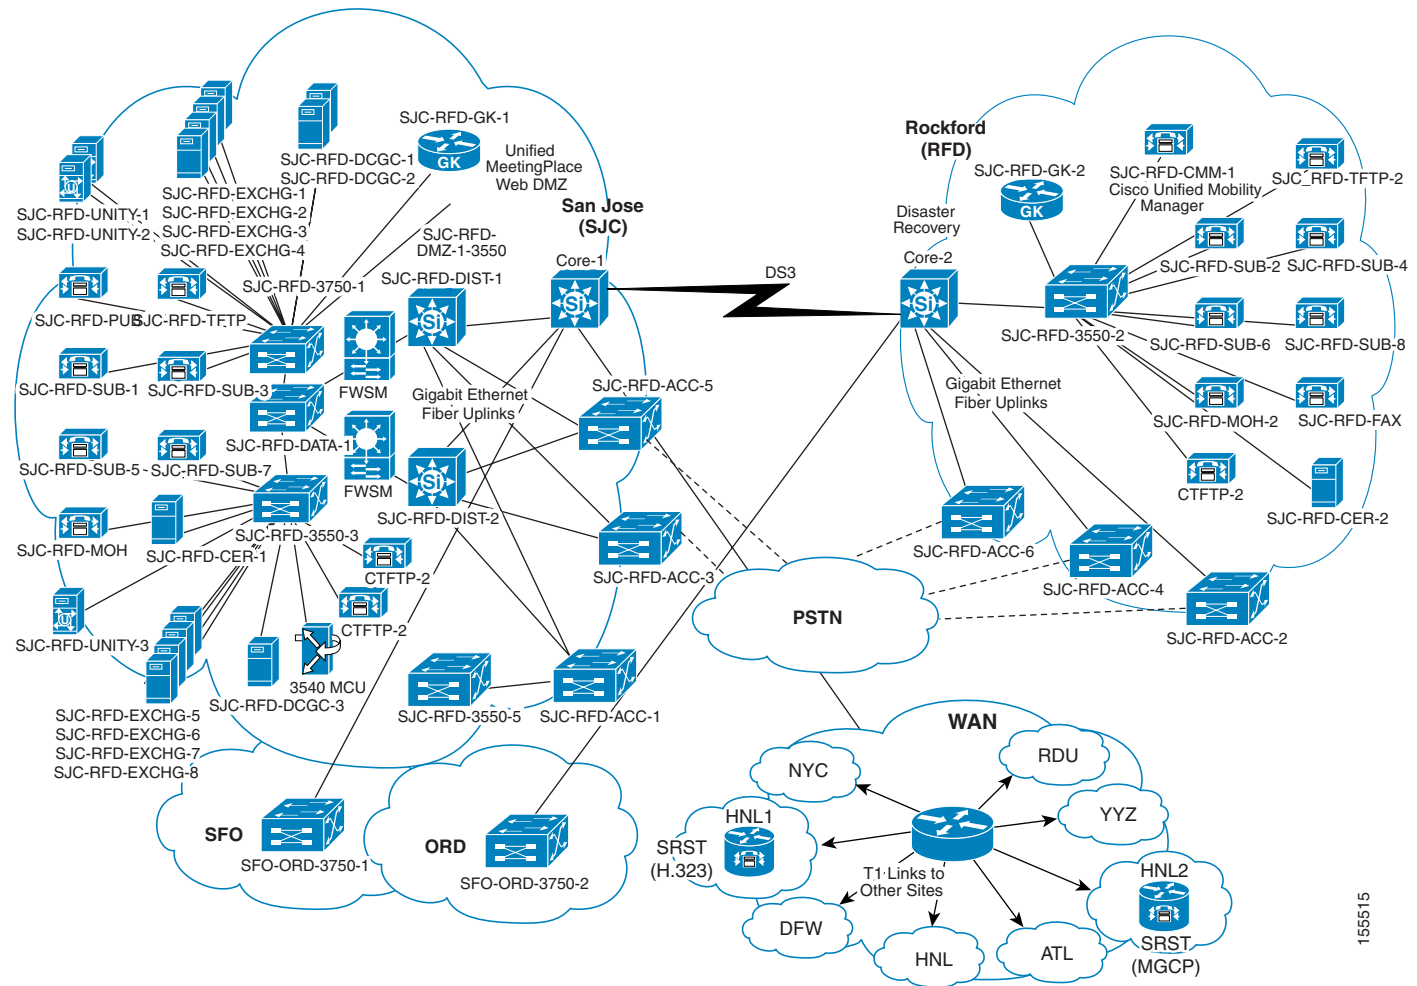 SJC-RFD-GK-1
GK
Unified
MeetingPlace
Web DMZ
SJC-RFD-DCGC-1
SJC-RFD-DCGC-2
SJC-RFD-EXCHG-1
SJC-RFD-EXCHG-2
SJC-RFD-EXCHG-3
SJC-RFD-EXCHG-4
U
SJC-RFD-UNITY-1
SJC-RFD-UNITY-2
San Jose
(SJC)
SJC-RFD-
DMZ-1-3550
SJC-RFD-3750-1
SJC-RFD-DIST-1
Si
Core-1
Si
SJC-RFD-PUB
SJC-RFD-TFTP
FWSM
SJC-RFD-SUB-1
SJC-RFD-SUB-3
Gigabit Ethernet
Fiber Uplinks
SJC-RFD-ACC-5
SJC-RFD-DATA-1
SJC-RFD-SUB-5
SJC-RFD-SUB-7
FWSM
Si
SJC-RFD-DIST-2
SJC-RFD-3550-3
SJC-RFD-MOH
SJC-RFD-CER-1
CTFTP-2
SJC-RFD-ACC-3
CTFTP-2
U
SJC-RFD-UNITY-3
3540 MCU
SJC-RFD-DCGC-3
SJC-RFD-3550-5
SJC-RFD-ACC-1
SJC-RFD-EXCHG-5
SJC-RFD-EXCHG-6
SJC-RFD-EXCHG-7
SJC-RFD-EXCHG-8
SFO
SFO-ORD-3750-1
ORD
SFO-ORD-3750-2
DS3
Rockford
(RFD)
SJC-RFD-GK-2
GK
SJC-RFD-CMM-1
Cisco Unified Mobility
Manager
SJC_RFD-TFTP-2
Disaster
Recovery
Core-2
Si
SJC-RFD-SUB-2
SJC-RFD-SUB-4
SJC-RFD-3550-2
SJC-RFD-SUB-6
SJC-RFD-SUB-8
Gigabit Ethernet
Fiber Uplinks
SJC-RFD-MOH-2
SJC-RFD-FAX
CTFTP-2
SJC-RFD-CER-2
SJC-RFD-ACC-6
SJC-RFD-ACC-4
SJC-RFD-ACC-2
PSTN
WAN
NYC
RDU
YYZ
HNL1
SRST
(H.323)
T1 Links to
Other Sites
HNL2
SRST
(MGCP)
DFW
HNL
ATL
155515